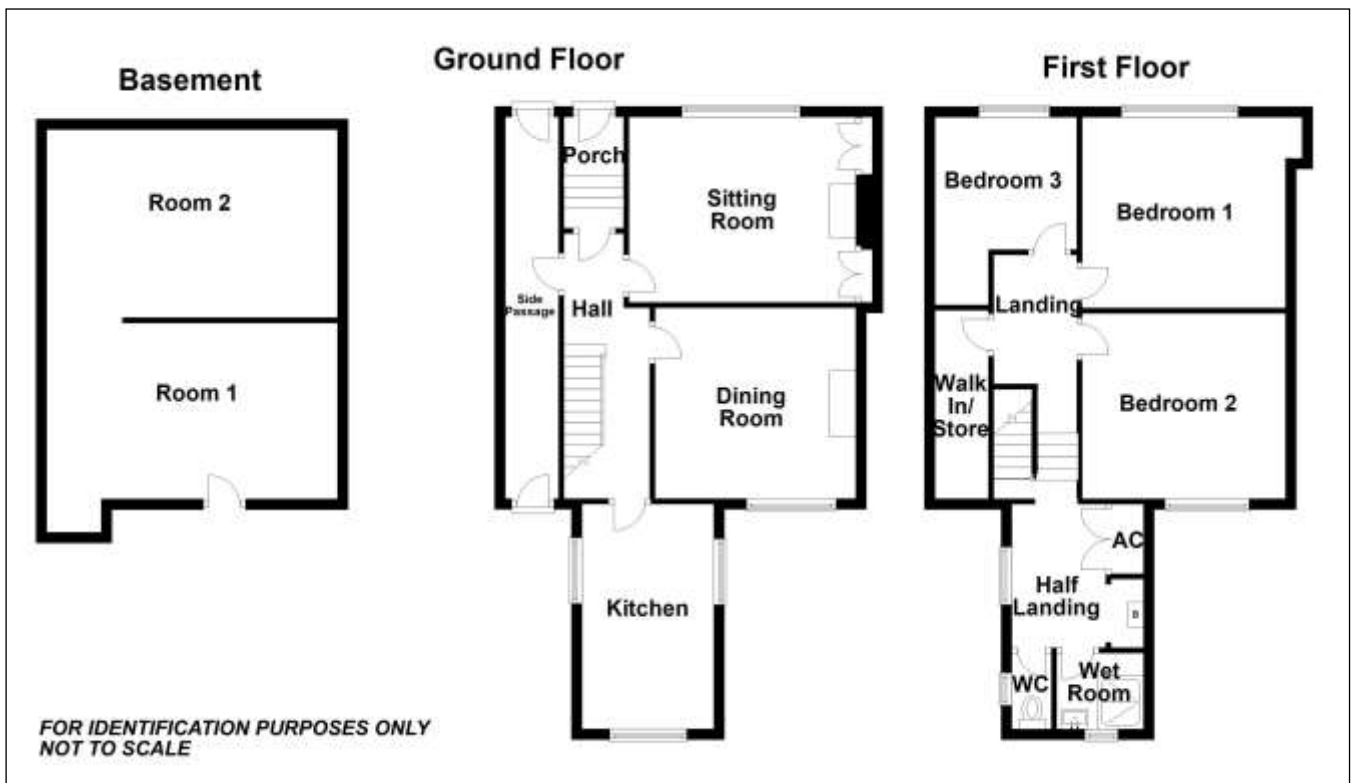 Basement
Room 2
Room 1
Ground Floor
Porch
Sitting
Room
Side
Passage
Hall
Dining
Room
Kitchen
First Floor
Bedroom 3
Bedroom 1
Landing
Walk
In/
Store
Bedroom 2
AC
Half
Landing
B
WC
Wet
Room
FOR IDENTIFICATION PURPOSES ONLY
NOT TO SCALE